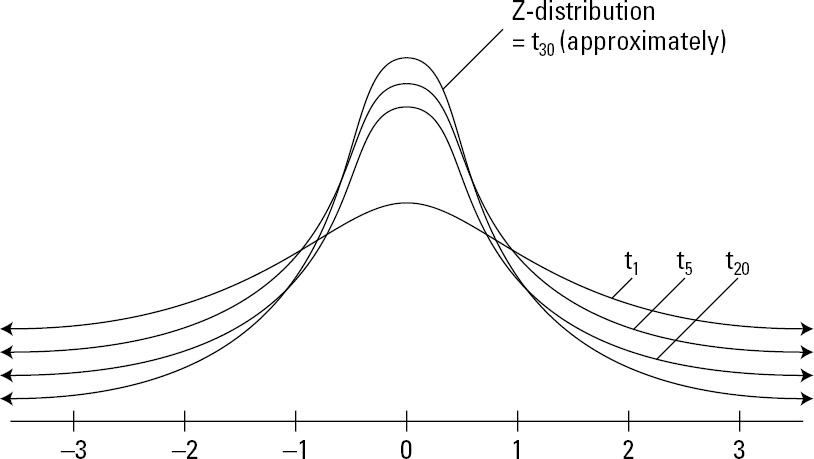 Z-distribution
= t30 (approximately)
t1 t5 t20
–3 –2 –1 0 1 2 3